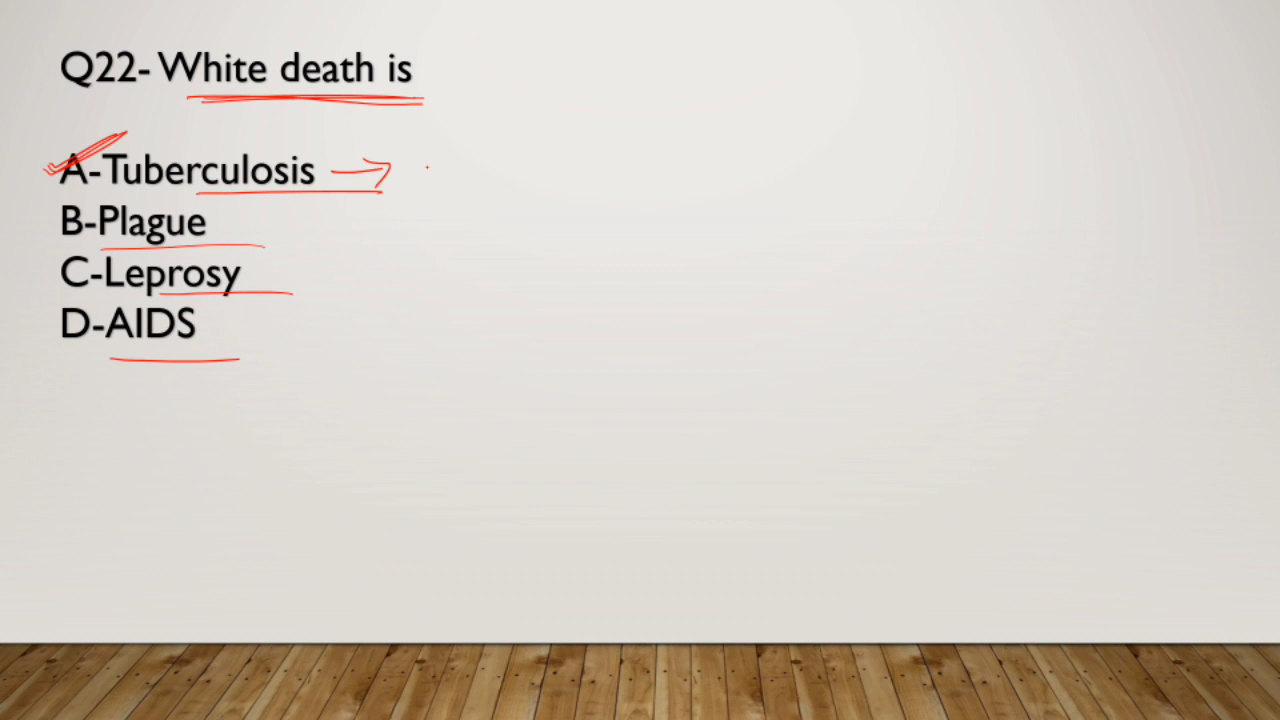 Q22- White death is
A-Tuberculosis
B-Plague
C-Leprosy
D-AIDS